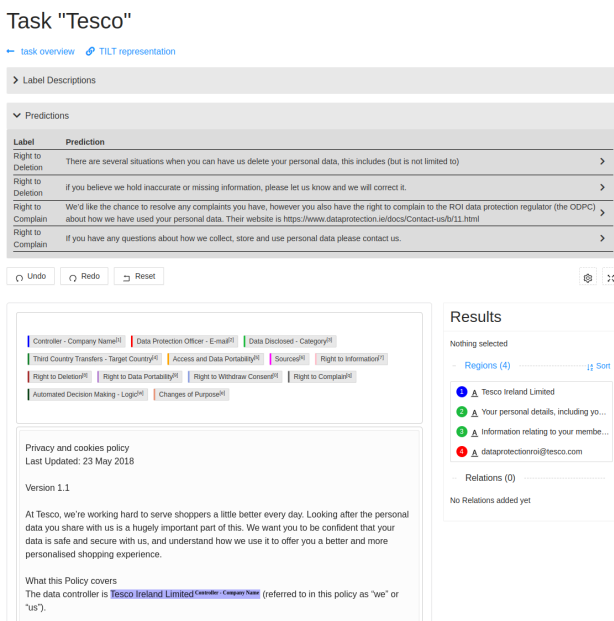 Task "Tesco"
← task overview TILT representation
Label Descriptions
Predictions
Label Prediction
Right to Deletion There are several situations when you can have us delete your personal data, this includes (but is not limited to)
Right to Deletion if you believe we hold inaccurate or missing information, please let us know and we will correct it.
Right to Complain We'd like the chance to resolve any complaints you have, however you also have the right to complain to the ROI data protection regulator (the ODPC)
about how we have used your personal data. Their website is https://www.dataprotection.ie/docs/Contact-us/b/11.html
Right to Complain If you have any questions about how we collect, store and use personal data please contact us.
Undo Redo Reset
Controller - Company Name[1] Data Protection Officer - E-mail[2] Data Disclosed - Category[3]
Third Country Transfers - Target Country[4] Access and Data Portability[5] Sources[6] Right to Information[7]
Right to Deletion[8] Right to Data Portability[9] Right to Withdraw Consent[0] Right to Complain[q]
Automated Decision Making - Logic[w] Changes of Purpose[e]
Privacy and cookies policy
Last Updated: 23 May 2018
Version 1.1
At Tesco, we're working hard to serve shoppers a little better every day. Looking after the personal
data you share with us is a hugely important part of this. We want you to be confident that your
data is safe and secure with us, and understand how we use it to offer you a better and more
personalised shopping experience.
What this Policy covers
The data controller is Tesco Ireland Limited Controller - Company Name (referred to in this policy as "we" or
"us").
Results
Nothing selected
Regions (4) Sort
1 A Tesco Ireland Limited
2 A Your personal details, including yo...
3 A Information relating to your membe...
4 A dataprotectionroi@tesco.com
Relations (0)
No Relations added yet